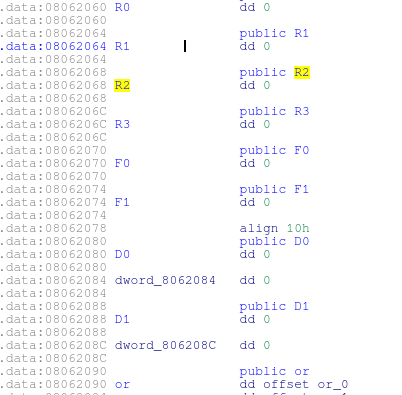 .data:08062060 R0 dd 0
.data:08062060
.data:08062064 public R1
.data:08062064 R1 dd 0
.data:08062064
.data:08062068 public R2
.data:08062068 R2 dd 0
.data:08062068
.data:0806206C public R3
.data:0806206C R3 dd 0
.data:0806206C
.data:08062070 public F0
.data:08062070 F0 dd 0
.data:08062070
.data:08062074 public F1
.data:08062074 F1 dd 0
.data:08062074
.data:08062078 align 10h
.data:08062080 public D0
.data:08062080 D0 dd 0
.data:08062080
.data:08062084 dword_8062084 dd 0
.data:08062084
.data:08062088 public D1
.data:08062088 D1 dd 0
.data:08062088
.data:0806208C dword_806208C dd 0
.data:0806208C
.data:08062090 public or
.data:08062090 or dd offset or_0